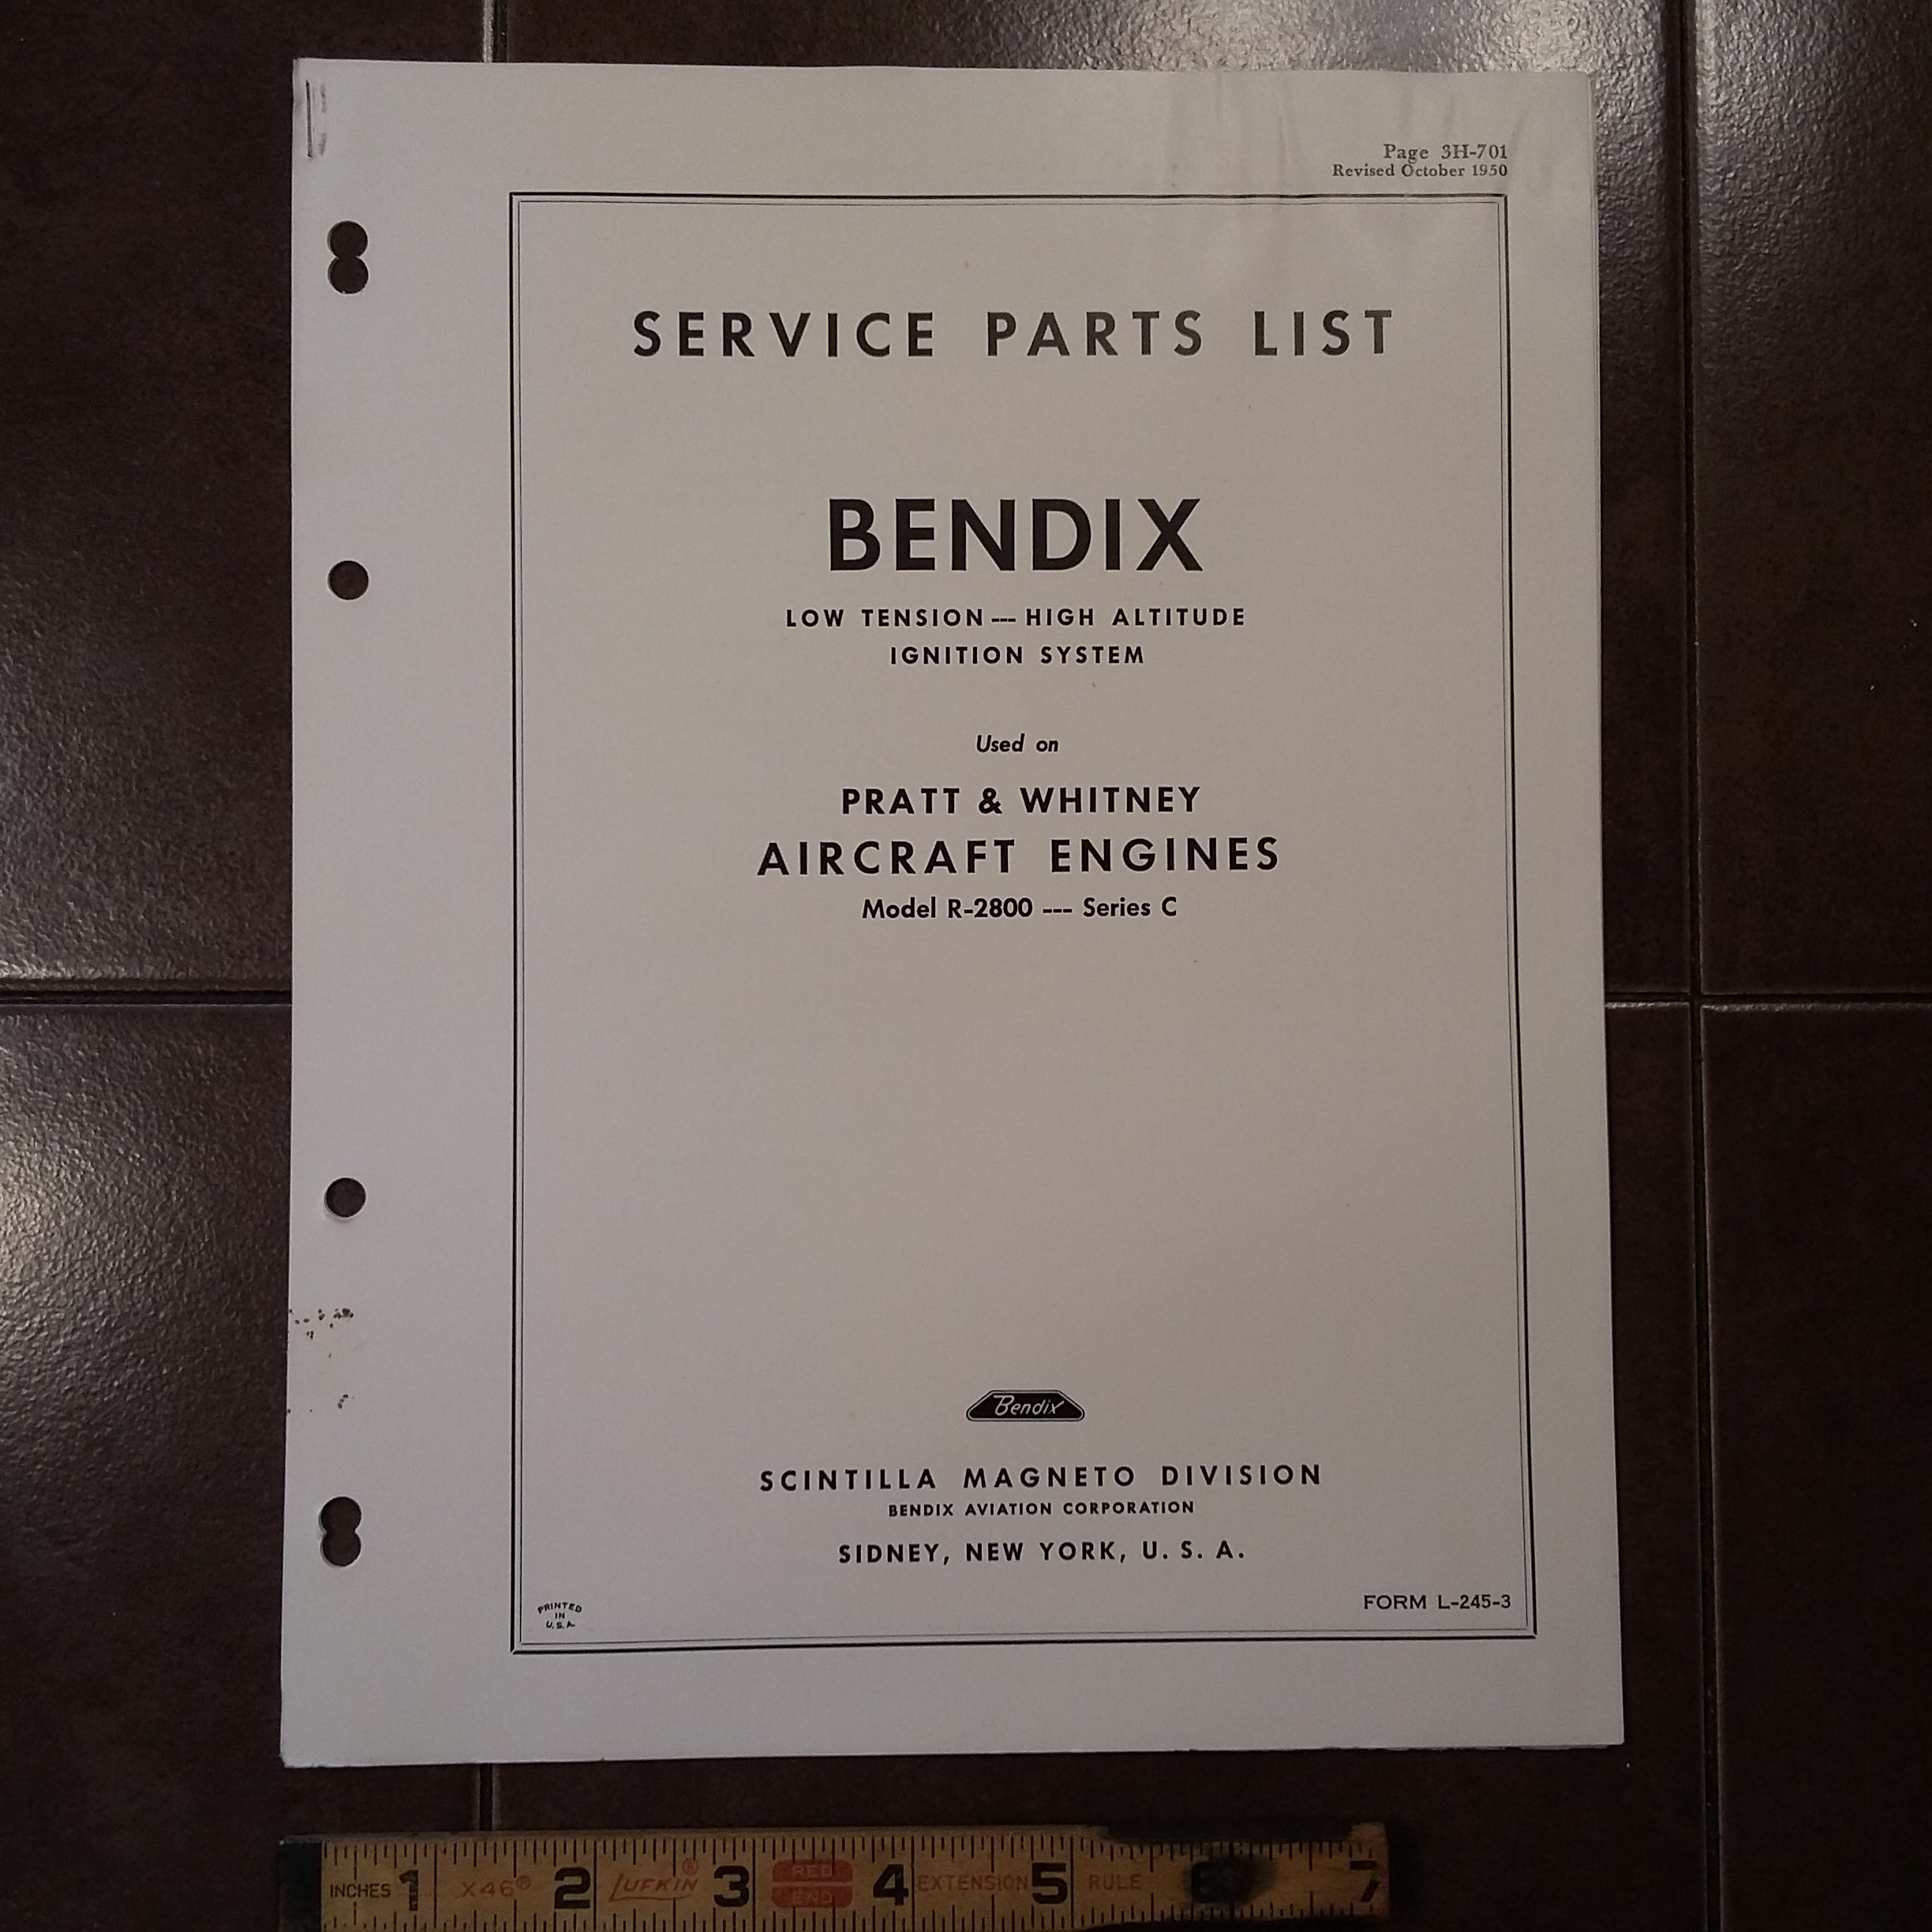 Page 3H-701
Revised October 1950
SERVICE PARTS LIST
BENDIX
LOW TENSION --- HIGH ALTITUDE
IGNITION SYSTEM
Used on
PRATT & WHITNEY
AIRCRAFT ENGINES
Model R-2800 --- Series C
Bendix
SCINTILLA MAGNETO DIVISION
BENDIX AVIATION CORPORATION
SIDNEY, NEW YORK, U. S. A.
PRINTED
IN
U.S.A.
FORM L-245-3
INCHES 1 X46® 2 LUFKIN® 3 RED END 4 EXTENSION 5 RULE 6 7